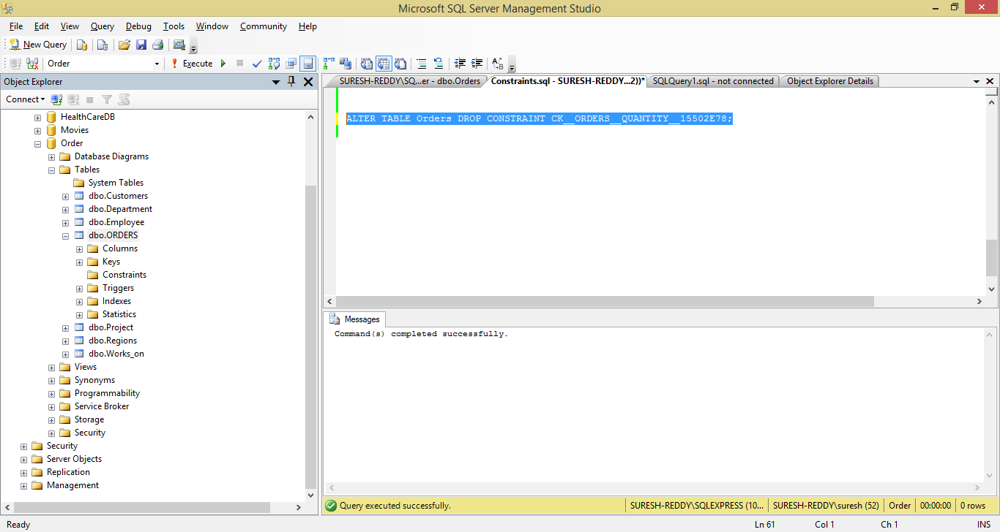 Microsoft SQL Server Management Studio
File Edit View Query Debug Tools Window Community Help
New Query
Order Execute
Object Explorer
Connect
HealthCareDB
Movies
Order
Database Diagrams
Tables
System Tables
dbo.Customers
dbo.Department
dbo.Employee
dbo.ORDERS
Columns
Keys
Constraints
Triggers
Indexes
Statistics
dbo.Project
dbo.Regions
dbo.Works_on
Views
Synonyms
Programmability
Service Broker
Storage
Security
Security
Server Objects
Replication
Management
SURESH-REDDY\SQ...er - dbo.Orders Constraints.sql - SURESH-REDDY...2))* SQLQuery1.sql - not connected Object Explorer Details
ALTER TABLE Orders DROP CONSTRAINT CK__ORDERS__QUANTITY__15502E78;
Messages
Command(s) completed successfully.
Query executed successfully. SURESH-REDDY\SQLEXPRESS (10... SURESH-REDDY\suresh (52) Order 00:00:00 0 rows
Ready Ln 61 Col 1 Ch 1 INS